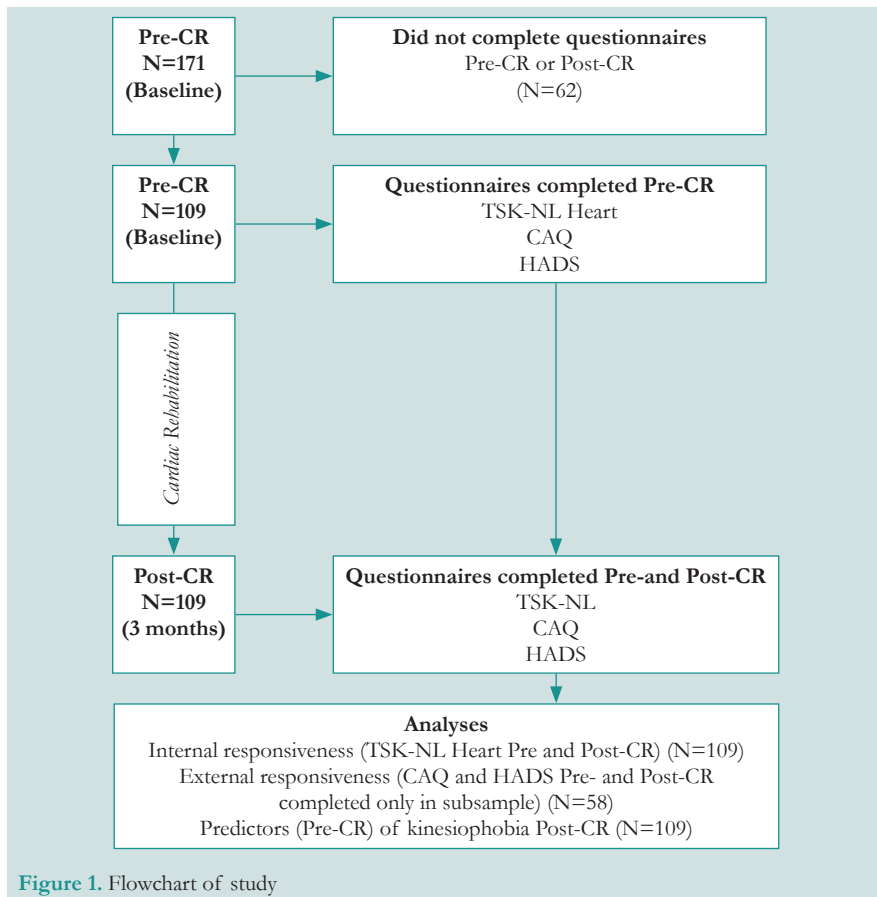 Pre-CR
N=171
(Baseline)
Did not complete questionnaires
Pre-CR or Post-CR
(N=62)
Pre-CR
N=109
(Baseline)
Questionnaires completed Pre-CR
TSK-NL Heart
CAQ
HADS
Cardiac Rehabilitation
Post-CR
N=109
(3 months)
Questionnaires completed Pre-and Post-CR
TSK-NL
CAQ
HADS
Analyses
Internal responsiveness (TSK-NL Heart Pre and Post-CR) (N=109)
External responsiveness (CAQ and HADS Pre- and Post-CR
completed only in subsample) (N=58)
Predictors (Pre-CR) of kinesiophobia Post-CR (N=109)
Figure 1. Flowchart of study